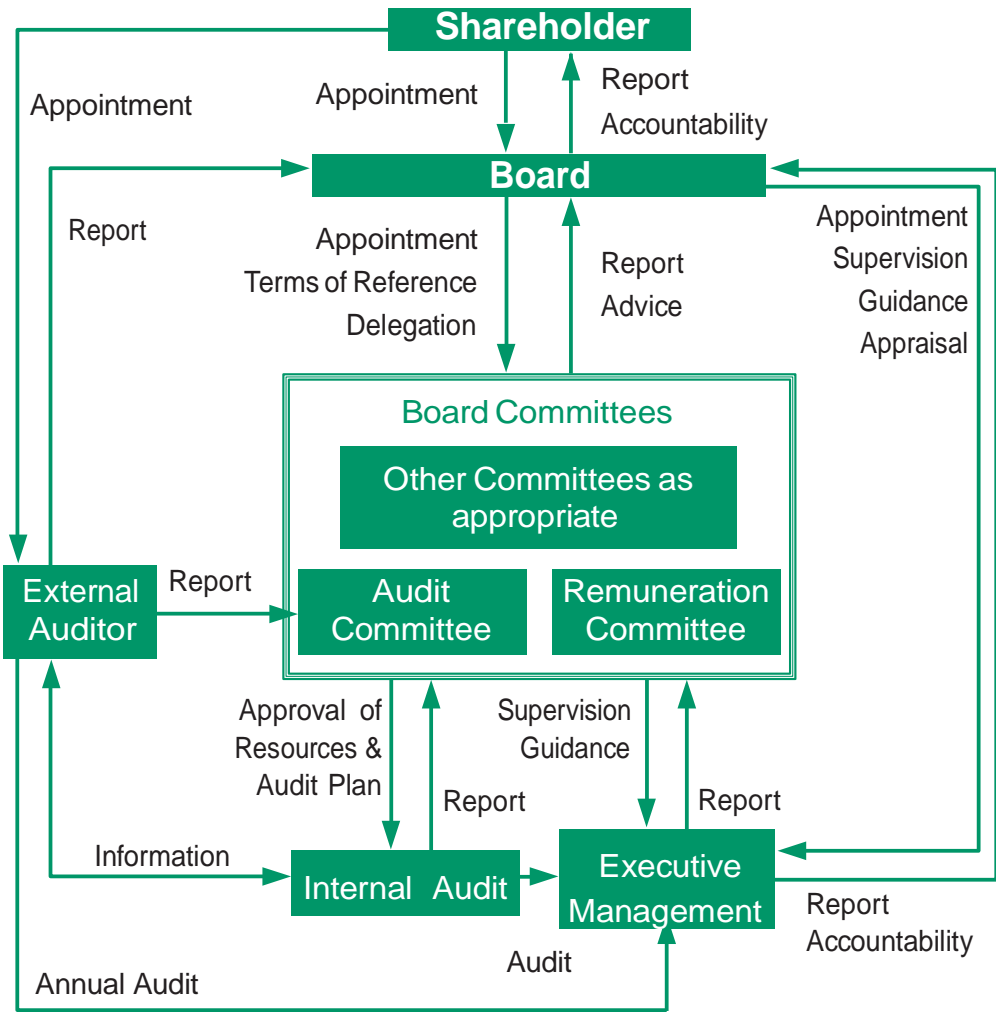 Shareholder
Appointment
Appointment
Report
Accountability
Board
Report
Appointment
Terms of Reference
Delegation
Report
Advice
Appointment
Supervision
Guidance
Appraisal
Board Committees
Other Committees as
appropriate
External
Auditor
Report
Audit
Committee
Remuneration
Committee
Approval of
Resources &
Audit Plan
Report
Supervision
Guidance
Report
Information
Internal Audit
Executive
Management
Report
Accountability
Audit
Annual Audit